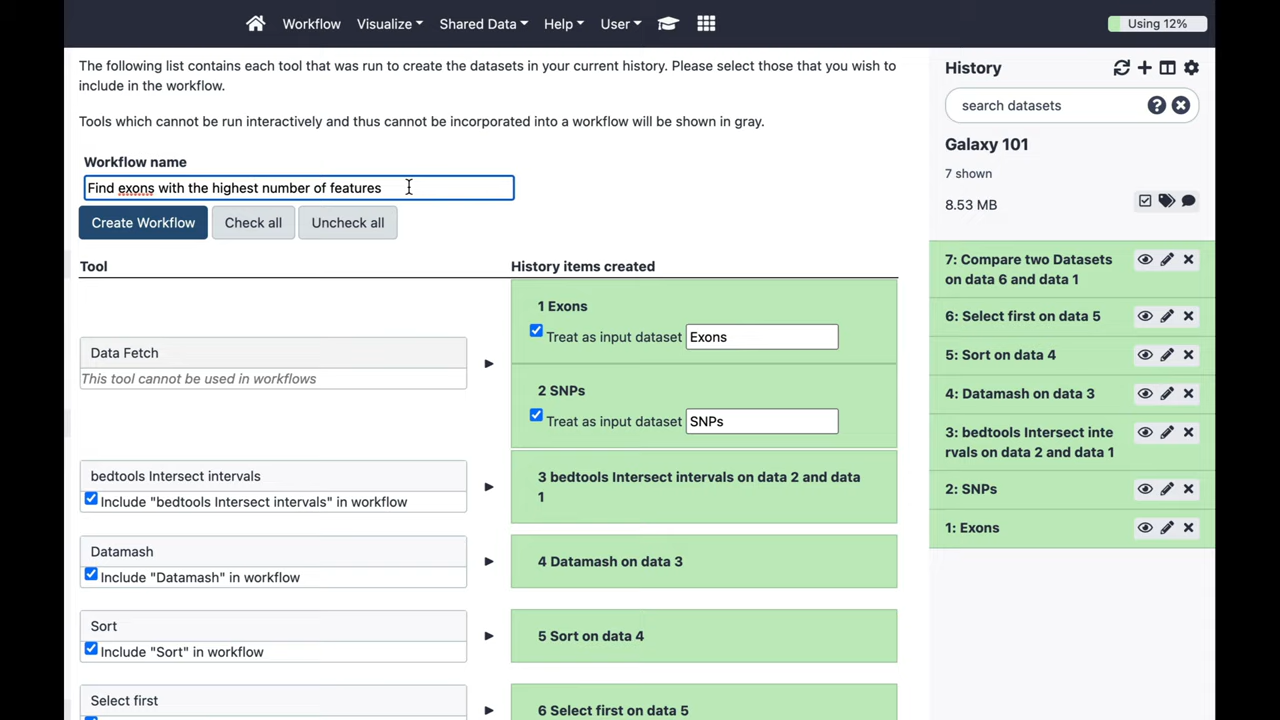 Workflow Visualize Shared Data Help User Using 12%
The following list contains each tool that was run to create the datasets in your current history. Please select those that you wish to
include in the workflow.
Tools which cannot be run interactively and thus cannot be incorporated into a workflow will be shown in gray.
Workflow name
Find exons with the highest number of features
Create Workflow Check all Uncheck all
Tool History items created
1 Exons
Treat as input dataset Exons
Data Fetch
This tool cannot be used in workflows
2 SNPs
Treat as input dataset SNPs
bedtools Intersect intervals
Include "bedtools Intersect intervals" in workflow
3 bedtools Intersect intervals on data 2 and data
1
Datamash
Include "Datamash" in workflow
4 Datamash on data 3
Sort
Include "Sort" in workflow
5 Sort on data 4
Select first
6 Select first on data 5
History
search datasets
Galaxy 101
7 shown
8.53 MB
7: Compare two Datasets
on data 6 and data 1
6: Select first on data 5
5: Sort on data 4
4: Datamash on data 3
3: bedtools Intersect inte
rvals on data 2 and data 1
2: SNPs
1: Exons